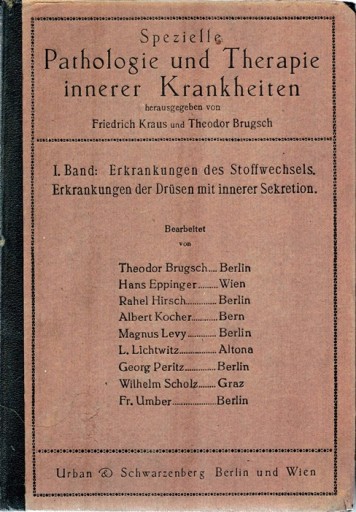 Spezielle
Pathologie und Therapie
innerer Krankheiten
herausgegeben von
Friedrich Kraus und Theodor Brugsch
I. Band: Erkrankungen des Stoffwechsels.
Erkrankungen der Drüsen mit innerer Sekretion.
Bearbeitet
von
Theodor Brugsch.... Berlin
Hans Eppinger........ Wien
Rahel Hirsch............... Berlin
Albert Kocher............ Bern
Magnus Levy.............. Berlin
L. Lichtwitz.................. Altona
Georg Peritz............... Berlin
Wilhelm Scholz........ Graz
Fr. Umber..................... Berlin
Urban & Schwarzenberg Berlin und Wien